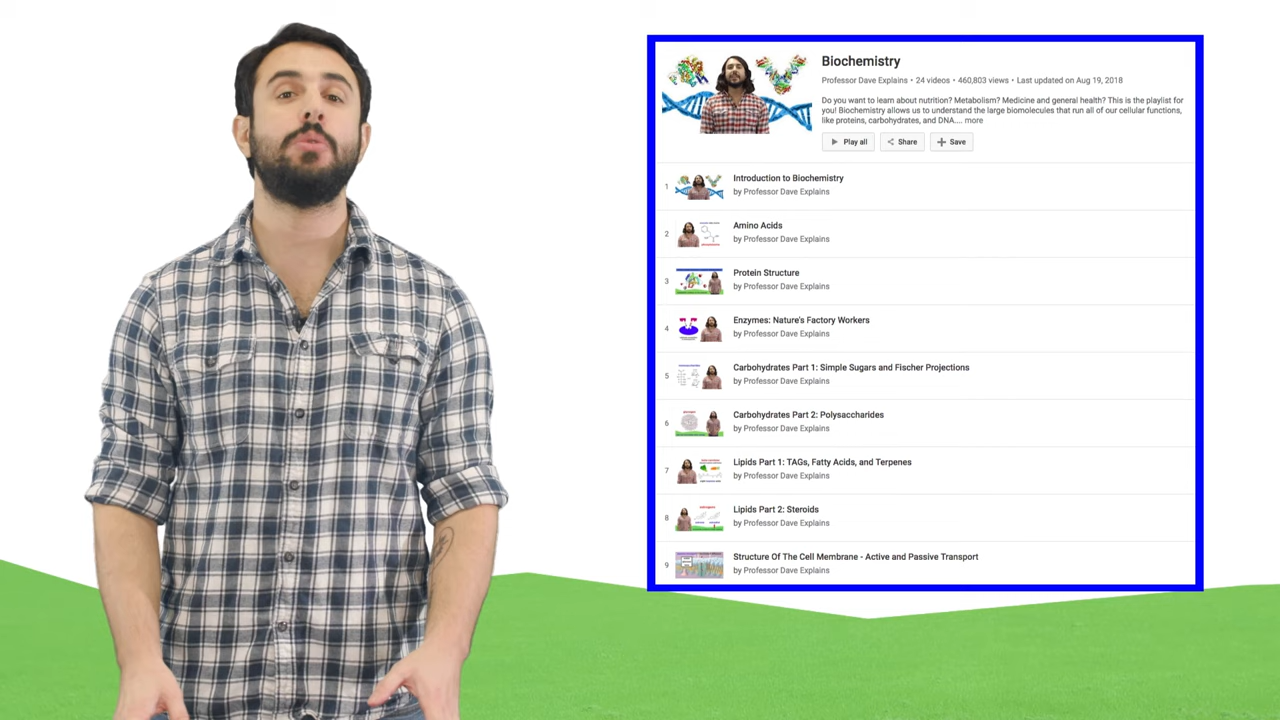 Biochemistry
Professor Dave Explains • 24 videos • 460,803 views • Last updated on Aug 19, 2018
Do you want to learn about nutrition? Metabolism? Medicine and general health? This is the playlist for
you! Biochemistry allows us to understand the large biomolecules that run all of our cellular functions,
like proteins, carbohydrates, and DNA.... more
Play all Share Save
1 Introduction to Biochemistry
by Professor Dave Explains
2 Amino Acids
by Professor Dave Explains
3 Protein Structure
by Professor Dave Explains
4 Enzymes: Nature's Factory Workers
by Professor Dave Explains
5 Carbohydrates Part 1: Simple Sugars and Fischer Projections
by Professor Dave Explains
6 Carbohydrates Part 2: Polysaccharides
by Professor Dave Explains
7 Lipids Part 1: TAGs, Fatty Acids, and Terpenes
by Professor Dave Explains
8 Lipids Part 2: Steroids
by Professor Dave Explains
9 Structure Of The Cell Membrane - Active and Passive Transport
by Professor Dave Explains